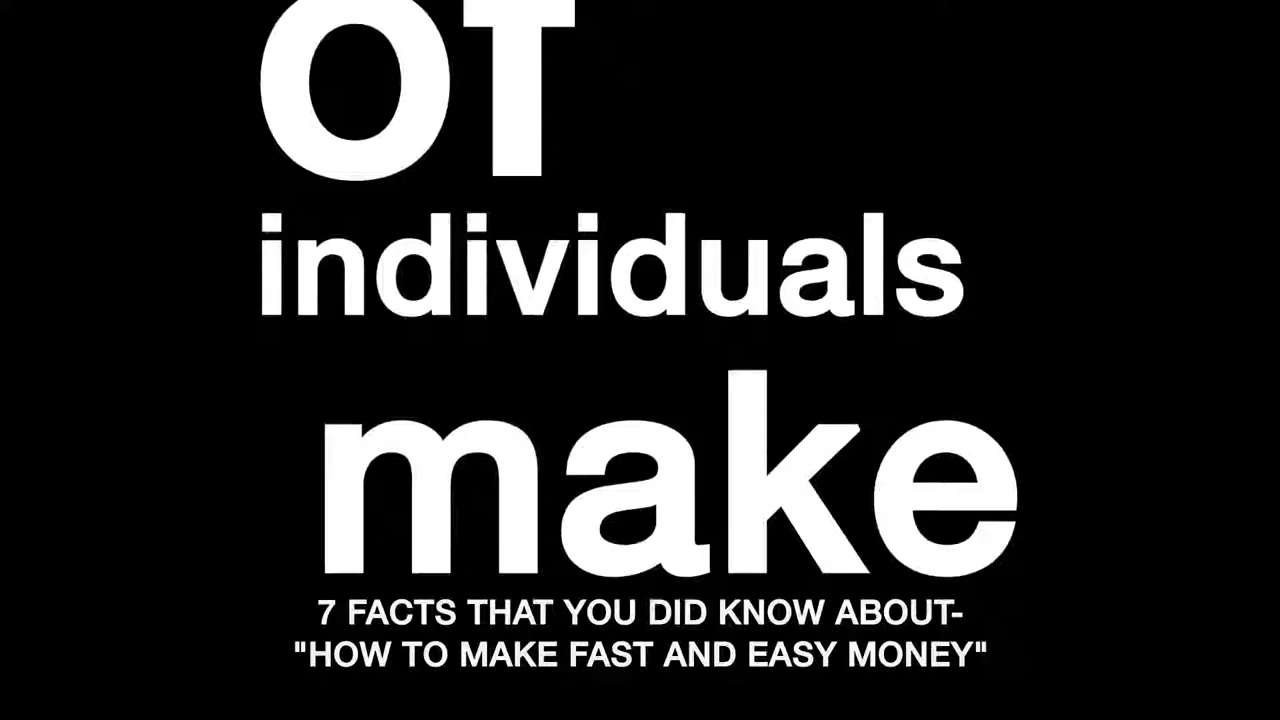 of
individuals
make
7 FACTS THAT YOU DID KNOW ABOUT-
"HOW TO MAKE FAST AND EASY MONEY"